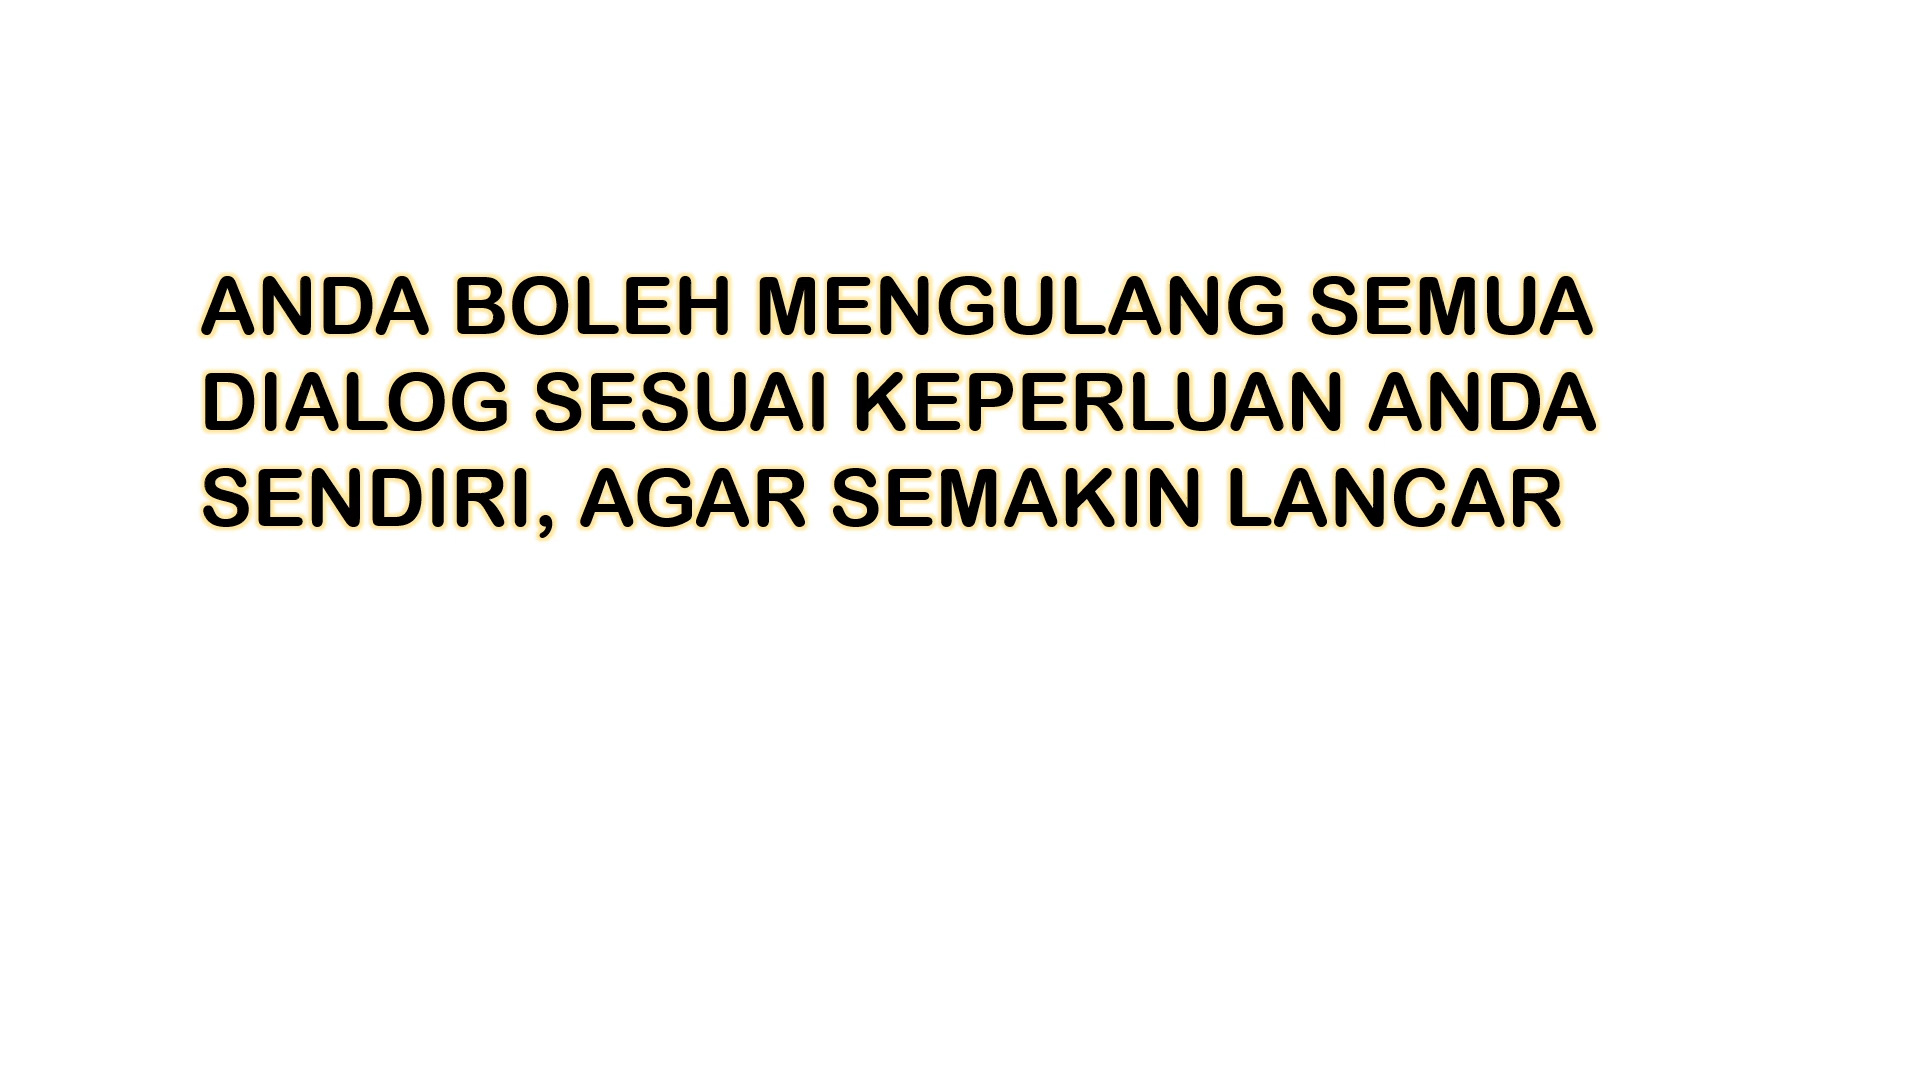 ANDA BOLEH MENGULANG SEMUA
DIALOG SESUAI KEPERLUAN ANDA
SENDIRI, AGAR SEMAKIN LANCAR